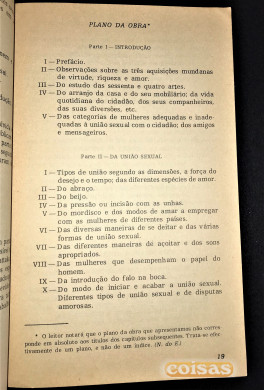 PLANO DA OBRA*
Parte I — INTRODUÇÃO
I — Prefácio.
II — Observações sobre as três aquisições mundanas
de virtude, riqueza e amor.
III — Do estudo das sessenta e quatro artes.
IV — Do arranjo da casa e do seu mobiliário; da vida
quotidiana do cidadão, dos seus companheiros,
das suas diversões, etc.
V — Das categorias de mulheres adequadas e inade-
quadas à união sexual com o cidadão; dos amigos
e mensageiros.
Parte II — DA UNIÃO SEXUAL
I — Tipos de união segundo as dimensões, a força do
desejo e o tempo; das diferentes espécies de amor.
II — Do abraço.
III — Do beijo.
IV — Da pressão ou incisão com as unhas.
V — Do mordisco e dos modos de amar a empregar
com as mulheres de diferentes países.
VI — Das diversas maneiras de se deitar e das várias
formas de união sexual.
VII — Das diferentes maneiras de açoitar e dos sons
apropriados.
VIII — Das mulheres que desempenham o papel do
homem.
IX — Da introdução do falo na boca.
X — Do modo de iniciar e acabar a união sexual.
Diferentes tipos de união sexual e de disputas
amorosas.
* O leitor notará que o plano da obra que apresentamos não corres
ponde em absoluto aos títulos dos capítulos subsequentes. Trata-se efec-
tivamente de um plano, e não de um índice. (N. do E.)
19
coisas